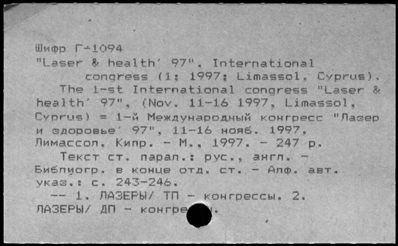 Шифр Г-1094
"Laser & health' 97", International
congress (1; 1997; Limassol, Cyprus).
The 1-st International congress "Laser &
health' 97", (Nov. 11-16 1997, Limassol,
Cyprus) = 1-й Международный конгресс "Лазер
и здоровье' 97", 11-16 нояб. 1997,
Лимассол, Кипр. - М., 1997. - 247 р.
Текст ст. парал.: рус., англ. -
Библиогр. в конце отд. ст. - Алф. авт.
указ.: с. 243-246.
-- 1. ЛАЗЕРЫ/ ТП - конгрессы. 2.
ЛАЗЕРЫ/ ДП -